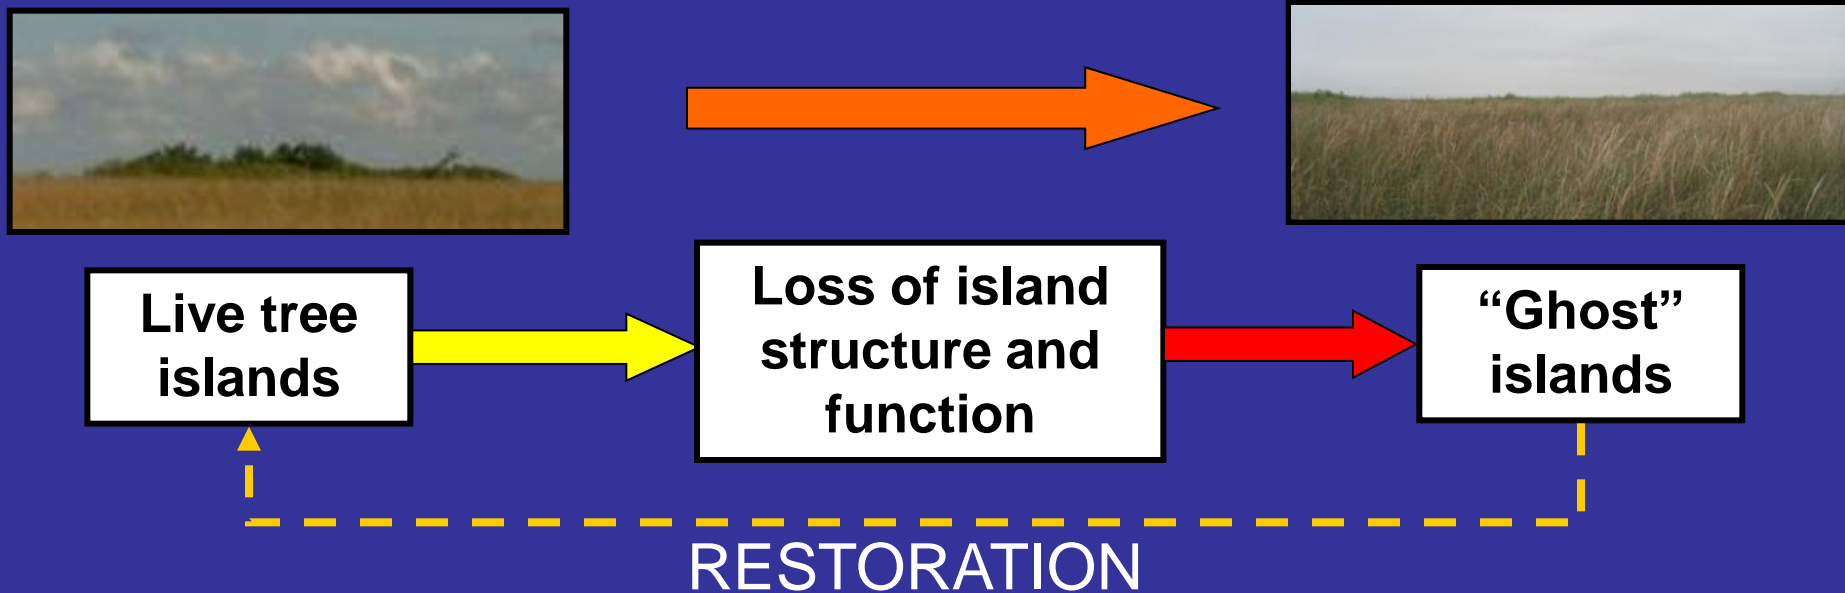 Live tree
islands
Loss of island
structure and
function
“Ghost”
islands
RESTORATION